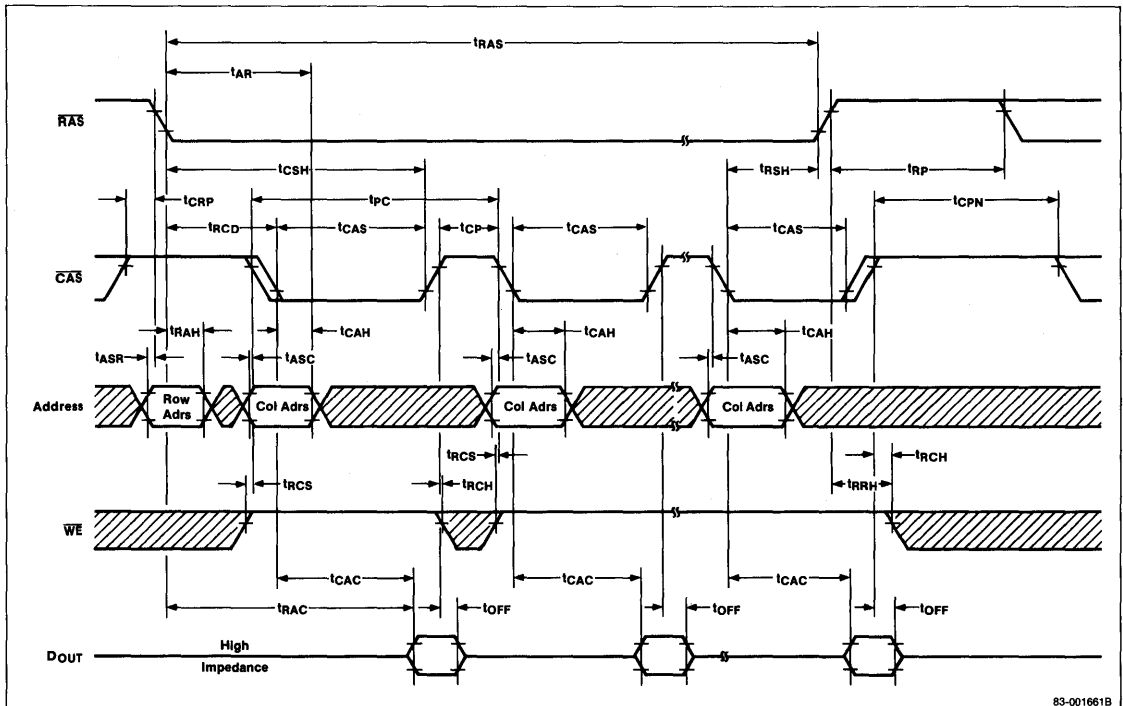 tRAS
tAR
RAS
tCSH
tRSH
tRP
tCRP
tPC
tCPN
tRCD
tCAS
tCP
tCAS
tCAS
CAS
tRAH
tCAH
tCAH
tCAH
tASR
tASC
tASC
tASC
Address
Row
Adrs
Col Adrs
Col Adrs
Col Adrs
tRCS
tRCH
tRCS
tRCH
tRRH
WE
tCAC
tCAC
tCAC
tRAC
tOFF
tOFF
tOFF
DOUT
High
Impedance
83-001661B